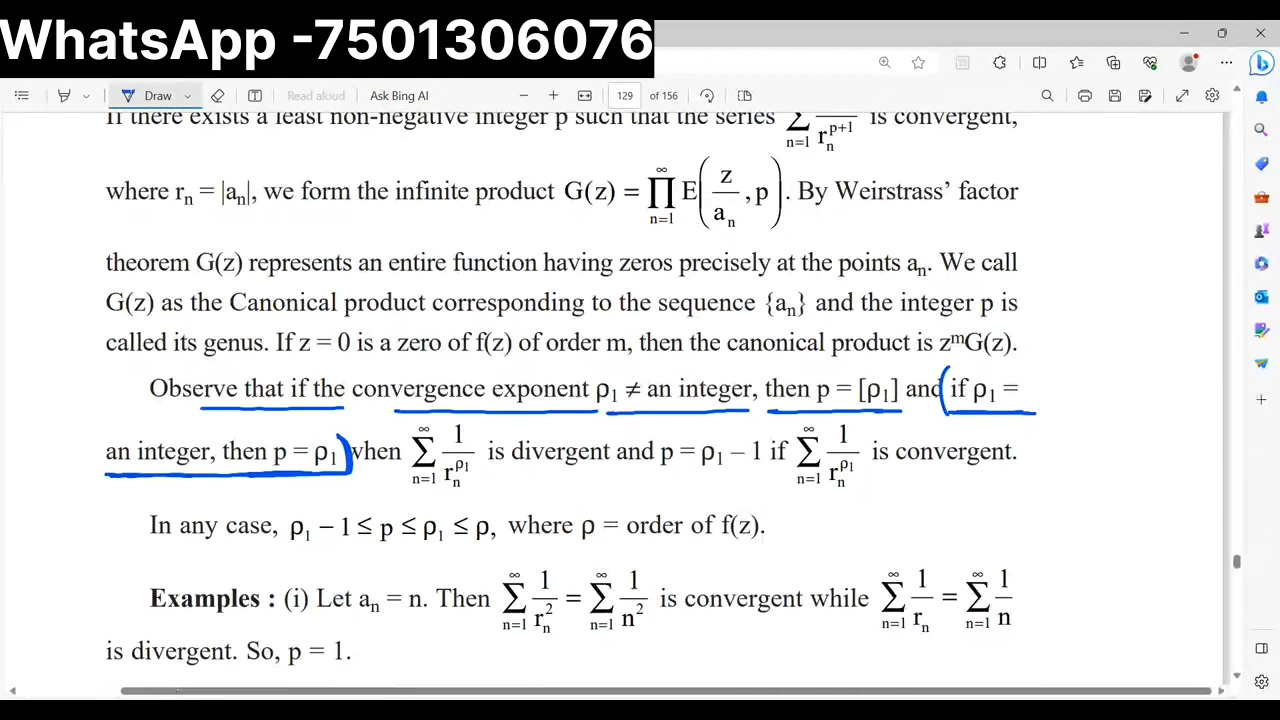 WhatsApp -7501306076
Draw
Read aloud
Ask Bing AI
129 of 156
If there exists a least non-negative integer p such that the series ∑ n=1 r_n^{p+1} is convergent,
where r_n = |a_n|, we form the infinite product G(z) = ∏_{n=1}^{∞} E(z/a_n, p). By Weirstrass' factor
theorem G(z) represents an entire function having zeros precisely at the points a_n. We call
G(z) as the Canonical product corresponding to the sequence {a_n} and the integer p is
called its genus. If z = 0 is a zero of f(z) of order m, then the canonical product is z^m G(z).
Observe that if the convergence exponent ρ_1 ≠ an integer, then p = [ρ_1] and if ρ_1 =
an integer, then p = ρ_1 when ∑_{n=1}^{∞} 1/r_n^{ρ_1} is divergent and p = ρ_1 – 1 if ∑_{n=1}^{∞} 1/r_n^{ρ_1} is convergent.
In any case, ρ_1 − 1 ≤ p ≤ ρ_1 ≤ ρ, where ρ = order of f(z).
Examples : (i) Let a_n = n. Then ∑_{n=1}^{∞} 1/r_n^2 = ∑_{n=1}^{∞} 1/n^2 is convergent while ∑_{n=1}^{∞} 1/r_n = ∑_{n=1}^{∞} 1/n
is divergent. So, p = 1.